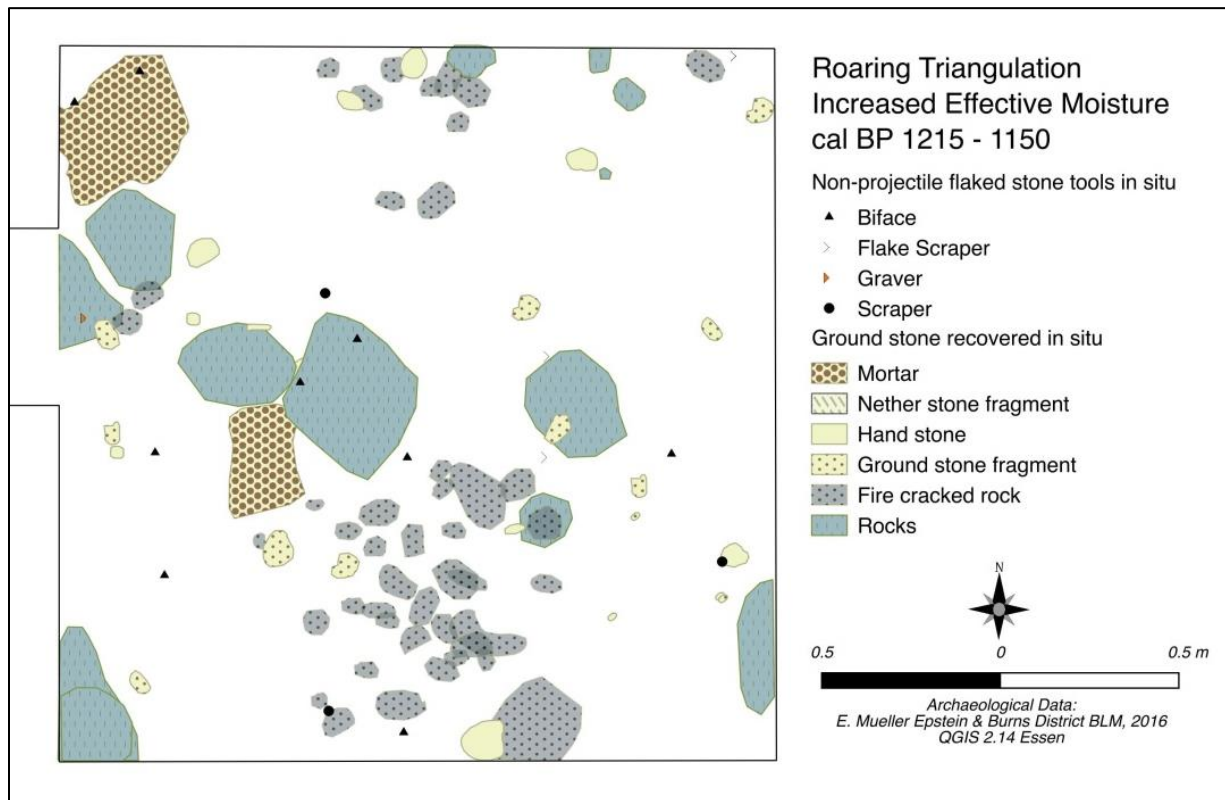 Roaring Triangulation
Increased Effective Moisture
cal BP 1215 - 1150
Non-projectile flaked stone tools in situ
Biface
Flake Scraper
Graver
Scraper
Ground stone recovered in situ
Mortar
Nether stone fragment
Hand stone
Ground stone fragment
Fire cracked rock
Rocks
N
0.5 0 0.5 m
Archaeological Data:
E. Mueller Epstein & Burns District BLM, 2016
QGIS 2.14 Essen